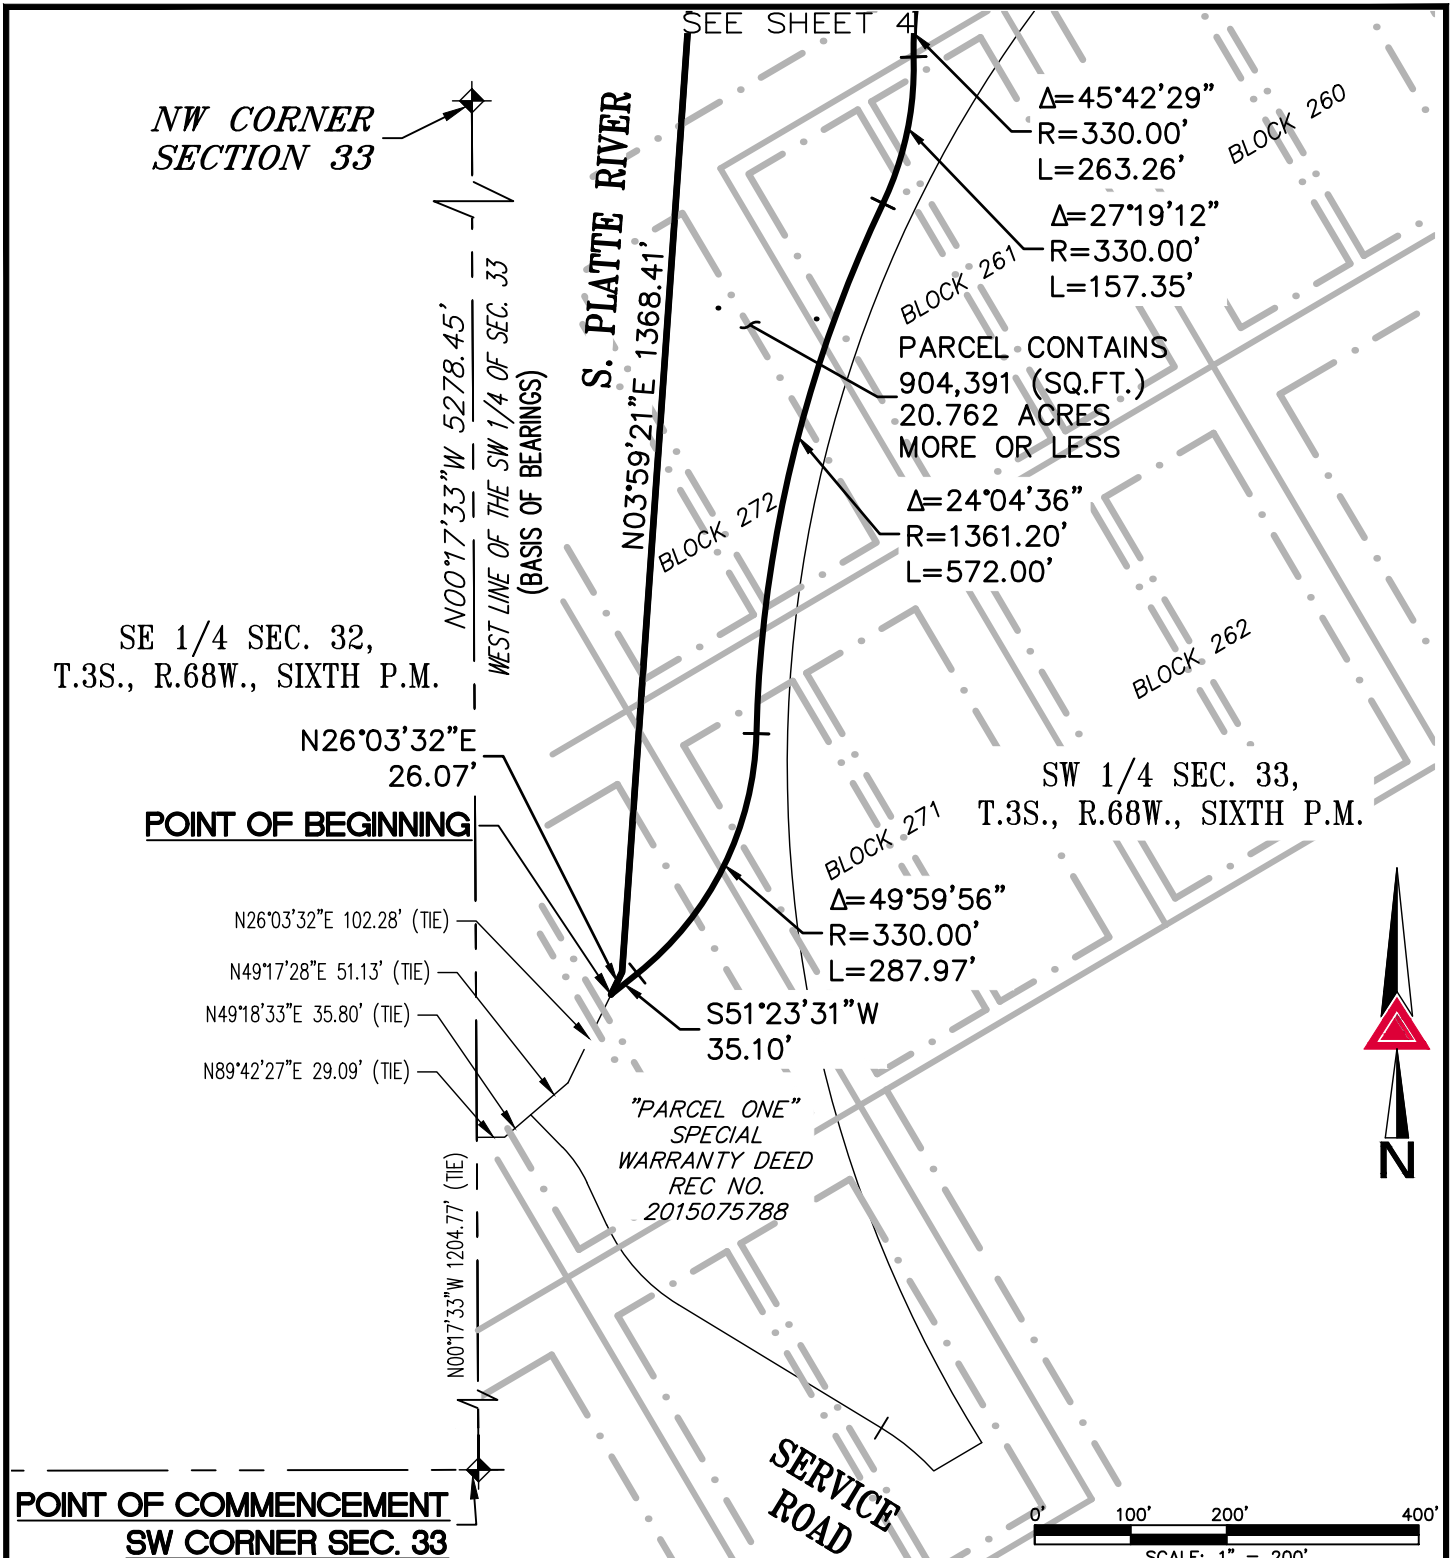 SEE SHEET 4
NW CORNER
SECTION 33
S. PLATTE RIVER
N03°59'21"E 1368.41'
N00°17'33"W 5278.45'
WEST LINE OF THE SW 1/4 OF SEC. 33
(BASIS OF BEARINGS)
Δ=45°42'29"
R=330.00'
L=263.26'
BLOCK 260
Δ=27°19'12"
R=330.00'
L=157.35'
BLOCK 261
PARCEL CONTAINS
904,391 (SQ.FT.)
20.762 ACRES
MORE OR LESS
BLOCK 272
Δ=24°04'36"
R=1361.20'
L=572.00'
SE 1/4 SEC. 32,
T.3S., R.68W., SIXTH P.M.
BLOCK 262
N26°03'32"E
26.07'
SW 1/4 SEC. 33,
T.3S., R.68W., SIXTH P.M.
POINT OF BEGINNING
BLOCK 271
Δ=49°59'56"
R=330.00'
L=287.97'
N26°03'32"E 102.28' (TIE)
N49°17'28"E 51.13' (TIE)
N49°18'33"E 35.80' (TIE)
N89°42'27"E 29.09' (TIE)
S51°23'31"W
35.10'
"PARCEL ONE"
SPECIAL
WARRANTY DEED
REC NO.
2015075788
N
N00°17'33"W 1204.77' (TIE)
SERVICE
ROAD
POINT OF COMMENCEMENT
SW CORNER SEC. 33
0' 100' 200' 400'
SCALE: 1" = 200'